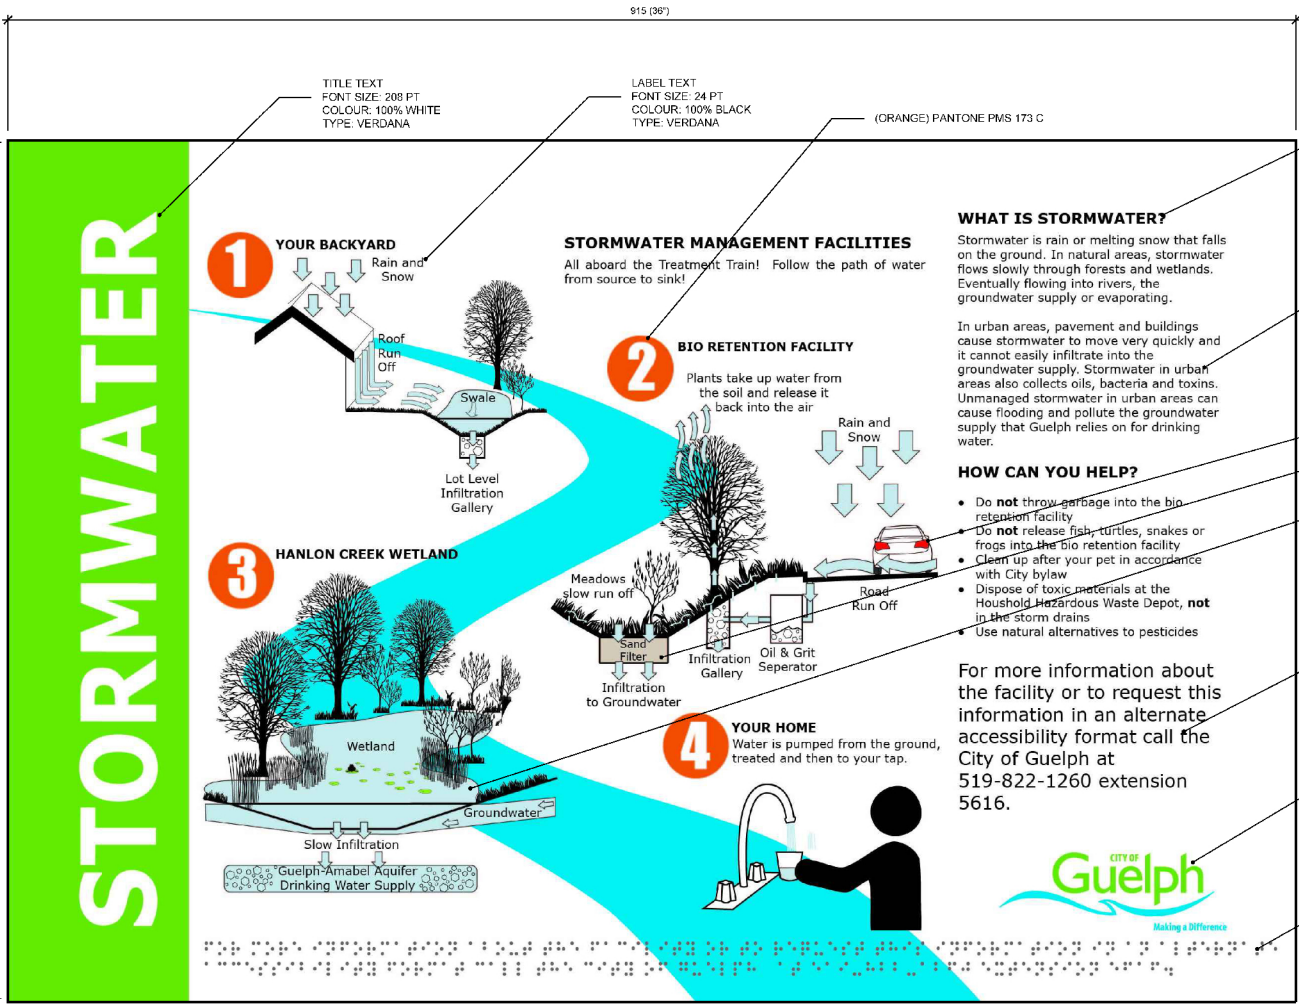 915 (36")
TITLE TEXT
FONT SIZE: 208 PT
COLOUR: 100% WHITE
TYPE: VERDANA
LABEL TEXT
FONT SIZE: 24 PT
COLOUR: 100% BLACK
TYPE: VERDANA
(ORANGE) PANTONE PMS 173 C
STORMWATER
1
YOUR BACKYARD
Rain and
Snow
Roof
Run
Off
Swale
Lot Level
Infiltration
Gallery
STORMWATER MANAGEMENT FACILITIES
All aboard the Treatment Train! Follow the path of water
from source to sink!
2
BIO RETENTION FACILITY
Plants take up water from
the soil and release it
back into the air
Rain and
Snow
Meadows
slow run off
Road
Run Off
Sand
Filter
Infiltration
Gallery
Oil & Grit
Seperator
Infiltration
to Groundwater
3
HANLON CREEK WETLAND
Wetland
Groundwater
Slow Infiltration
Guelph-Amabel Aquifer
Drinking Water Supply
4
YOUR HOME
Water is pumped from the ground,
treated and then to your tap.
WHAT IS STORMWATER?
Stormwater is rain or melting snow that falls
on the ground. In natural areas, stormwater
flows slowly through forests and wetlands.
Eventually flowing into rivers, the
groundwater supply or evaporating.
In urban areas, pavement and buildings
cause stormwater to move very quickly and
it cannot easily infiltrate into the
groundwater supply. Stormwater in urban
areas also collects oils, bacteria and toxins.
Unmanaged stormwater in urban areas can
cause flooding and pollute the groundwater
supply that Guelph relies on for drinking
water.
HOW CAN YOU HELP?
• Do not throw garbage into the bio
retention facility
• Do not release fish, turtles, snakes or
frogs into the bio retention facility
• Clean up after your pet in accordance
with City bylaw
• Dispose of toxic materials at the
Houshold Hazardous Waste Depot, not
in the storm drains
• Use natural alternatives to pesticides
For more information about
the facility or to request this
information in an alternate
accessibility format call the
City of Guelph at
519-822-1260 extension
5616.
CITY OF
Guelph
Making a Difference